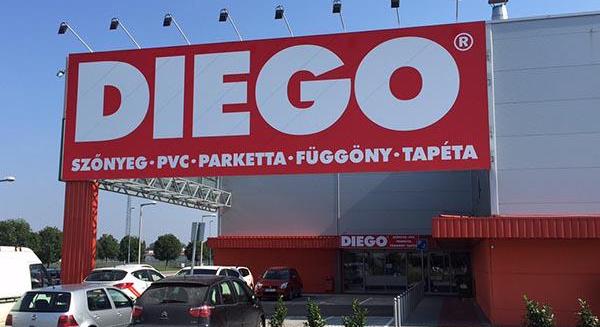 DIEGO®
SZŐNYEG · PVC · PARKETTA · FÜGGÖNY · TAPÉTA
DIEGO